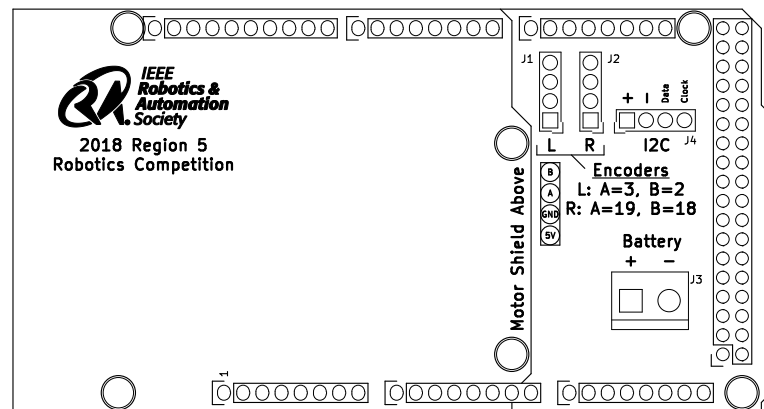 IEEE
Robotics &
Automation
Society
RA.
2018 Region 5
Robotics Competition
J1
J2
+ - Data Clock
J4
L R I2C
Encoders
L: A=3, B=2
R: A=19, B=18
B
A
GND
5V
Motor Shield Above
Battery
+ -
J3
1